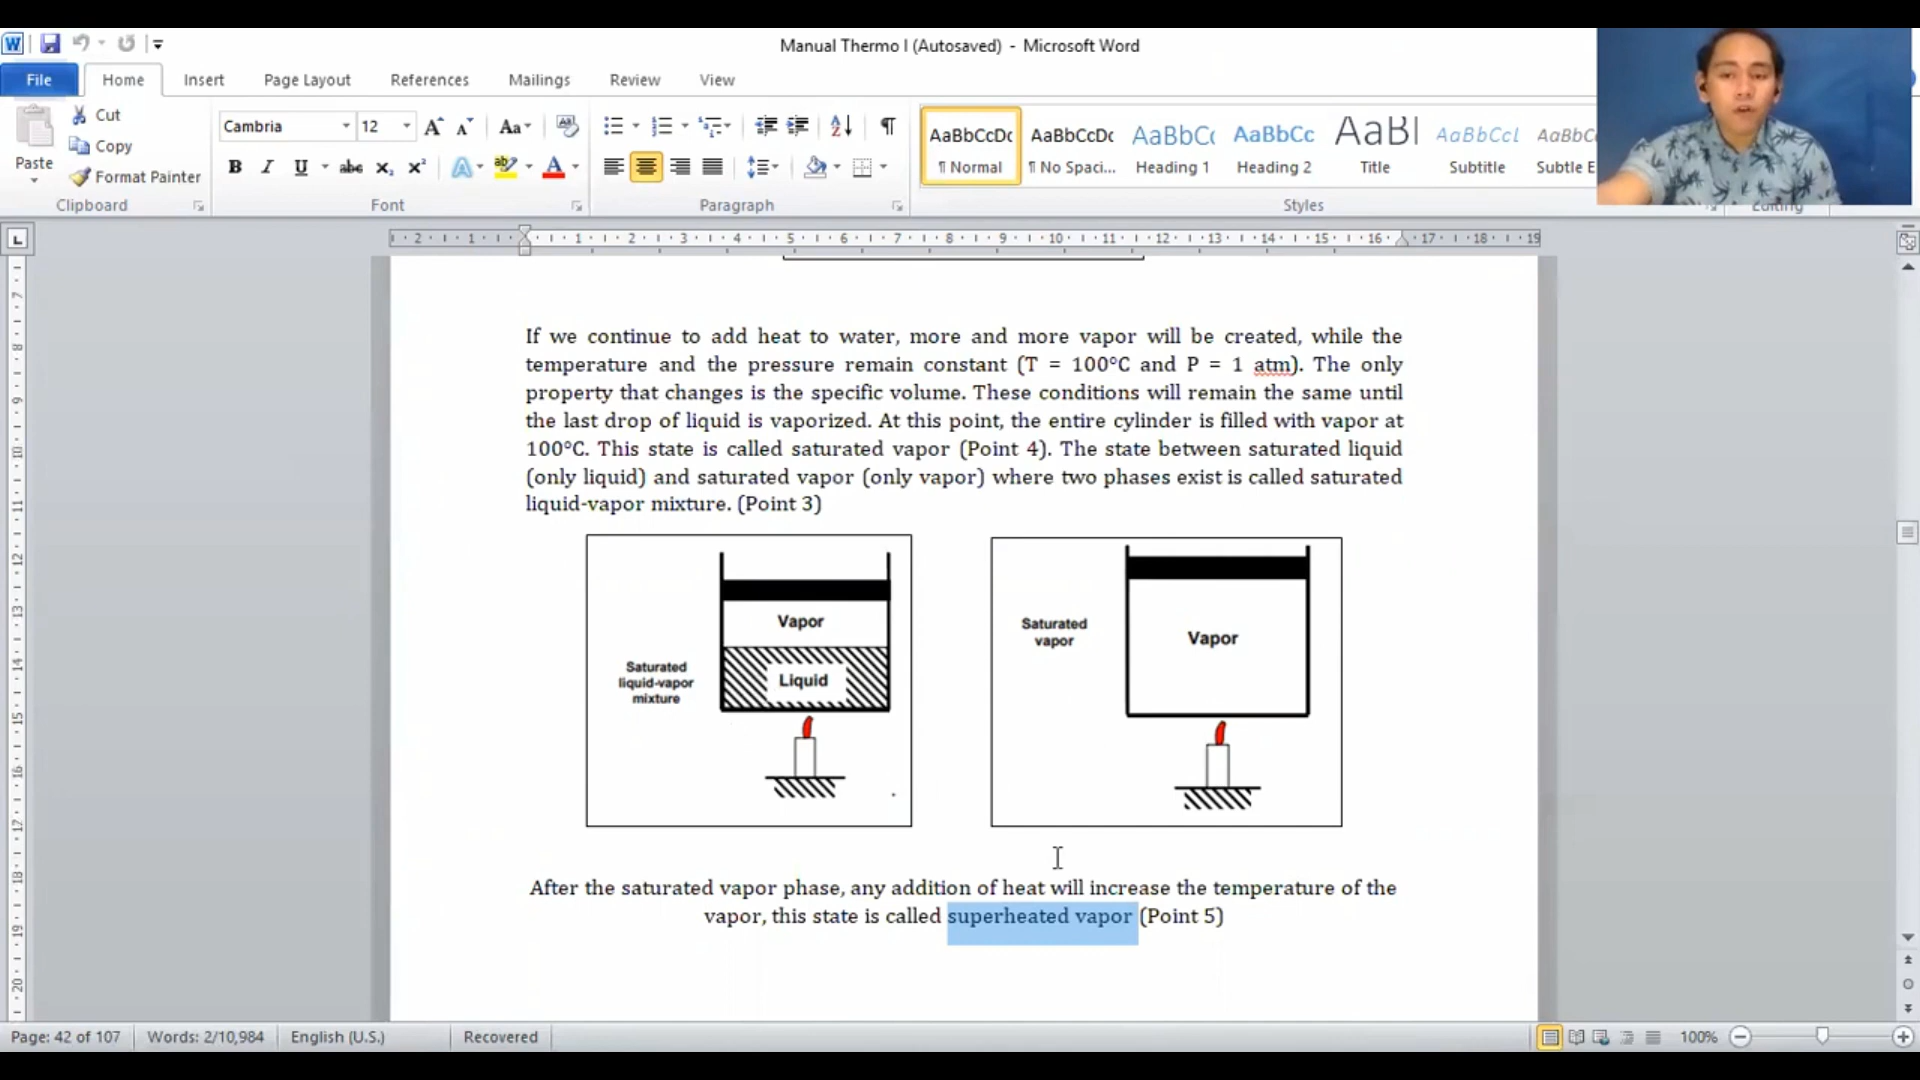 Manual Thermo I (Autosaved) - Microsoft Word
File Home Insert Page Layout References Mailings Review View
Cut
Copy
Format Painter
Paste
Clipboard
Cambria 12
Font
Paragraph
AaBbCcDc AaBbCcDc AaBbC AaBbCc AaBl AaBbCcl AaBbCc
¶ Normal ¶ No Spaci... Heading 1 Heading 2 Title Subtitle Subtle E
Styles
Editing
If we continue to add heat to water, more and more vapor will be created, while the
temperature and the pressure remain constant (T = 100°C and P = 1 atm). The only
property that changes is the specific volume. These conditions will remain the same until
the last drop of liquid is vaporized. At this point, the entire cylinder is filled with vapor at
100°C. This state is called saturated vapor (Point 4). The state between saturated liquid
(only liquid) and saturated vapor (only vapor) where two phases exist is called saturated
liquid-vapor mixture. (Point 3)
Vapor
Liquid
Saturated
liquid-vapor
mixture
Saturated
vapor
Vapor
After the saturated vapor phase, any addition of heat will increase the temperature of the
vapor, this state is called superheated vapor (Point 5)
Page: 42 of 107 Words: 2/10,984 English (U.S.) Recovered 100%